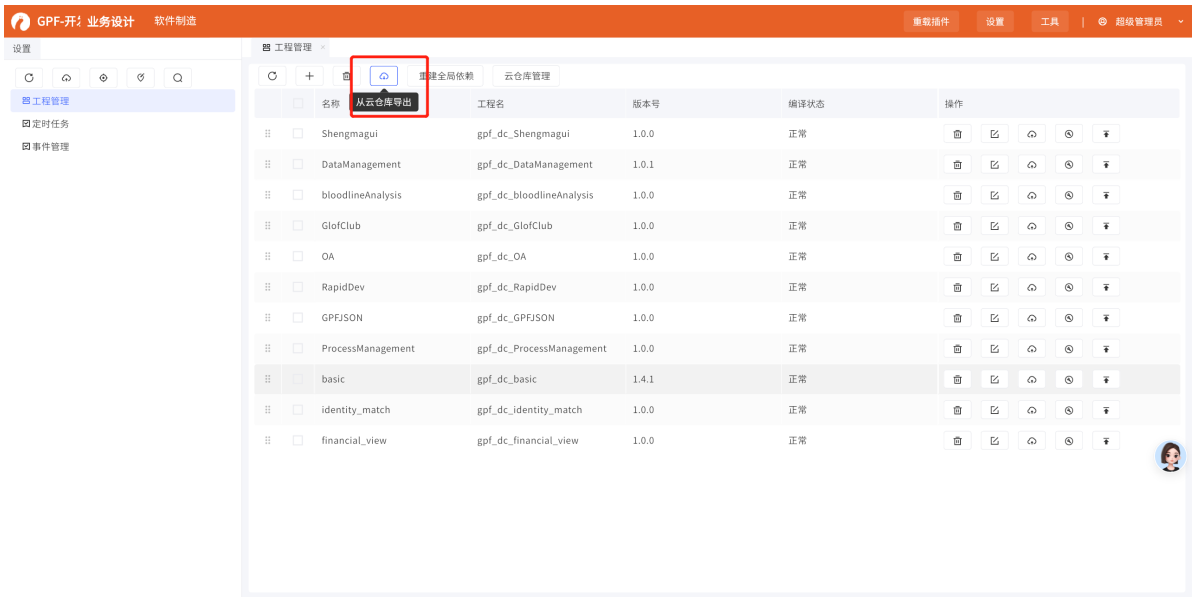 GPF-开发 业务设计 软件制造 重载插件 设置 工具 | 超级管理员
设置 工程管理 ×
重建全局依赖 云仓库管理
从云仓库导出
工程管理
定时任务
事件管理
名称 工程名 版本号 编译状态 操作
Shengmagui gpf_dc_Shengmagui 1.0.0 正常
DataManagement gpf_dc_DataManagement 1.0.1 正常
bloodlineAnalysis gpf_dc_bloodlineAnalysis 1.0.0 正常
GlofClub gpf_dc_GlofClub 1.0.0 正常
OA gpf_dc_OA 1.0.0 正常
RapidDev gpf_dc_RapidDev 1.0.0 正常
GPFJSON gpf_dc_GPFJSON 1.0.0 正常
ProcessManagement gpf_dc_ProcessManagement 1.0.0 正常
basic gpf_dc_basic 1.4.1 正常
identity_match gpf_dc_identity_match 1.0.0 正常
financial_view gpf_dc_financial_view 1.0.0 正常